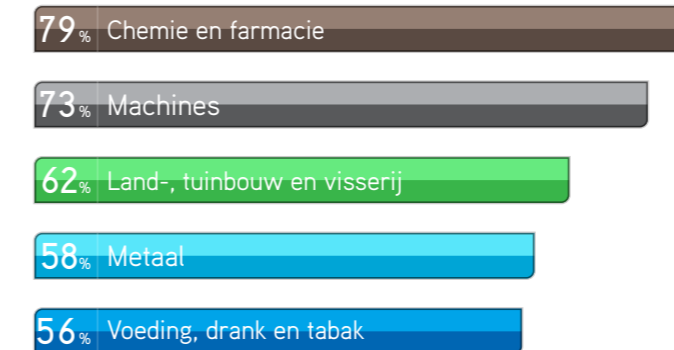 79% Chemie en farmacie
73% Machines
62% Land-, tuinbouw en visserij
58% Metaal
56% Voeding, drank en tabak